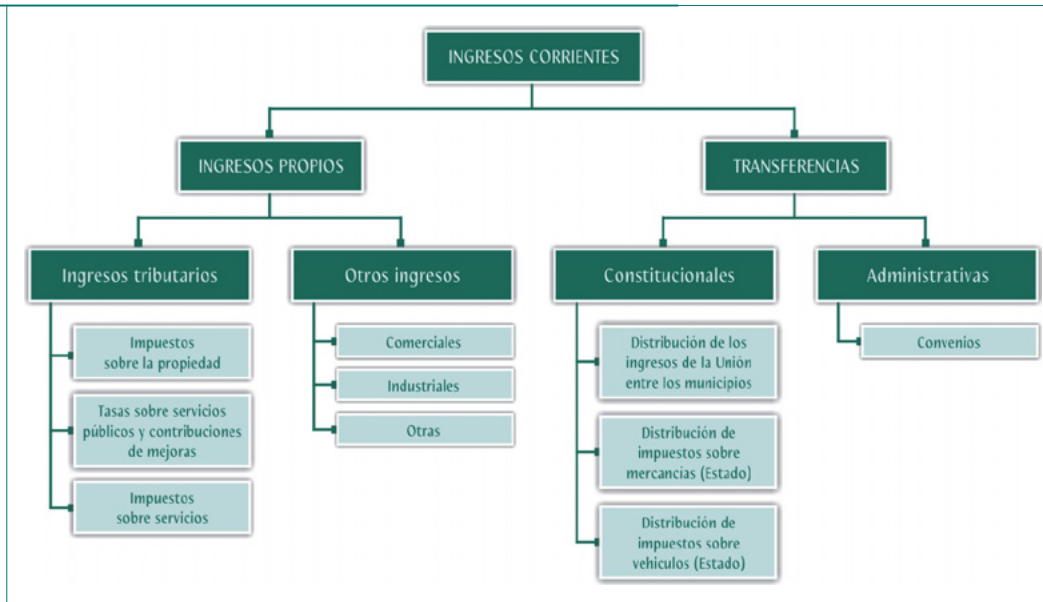 INGRESOS CORRIENTES
INGRESOS PROPIOS
TRANSFERENCIAS
Ingresos tributarios
Otros ingresos
Constitucionales
Administrativas
Impuestos
sobre la propiedad
Tasas sobre servicios
públicos y contribuciones
de mejoras
Impuestos
sobre servicios
Comerciales
Industriales
Otras
Distribución de los
ingresos de la Unión
entre los municipios
Distribución de
impuestos sobre
mercancías (Estado)
Distribución de
impuestos sobre
vehiculos (Estado)
Convenios